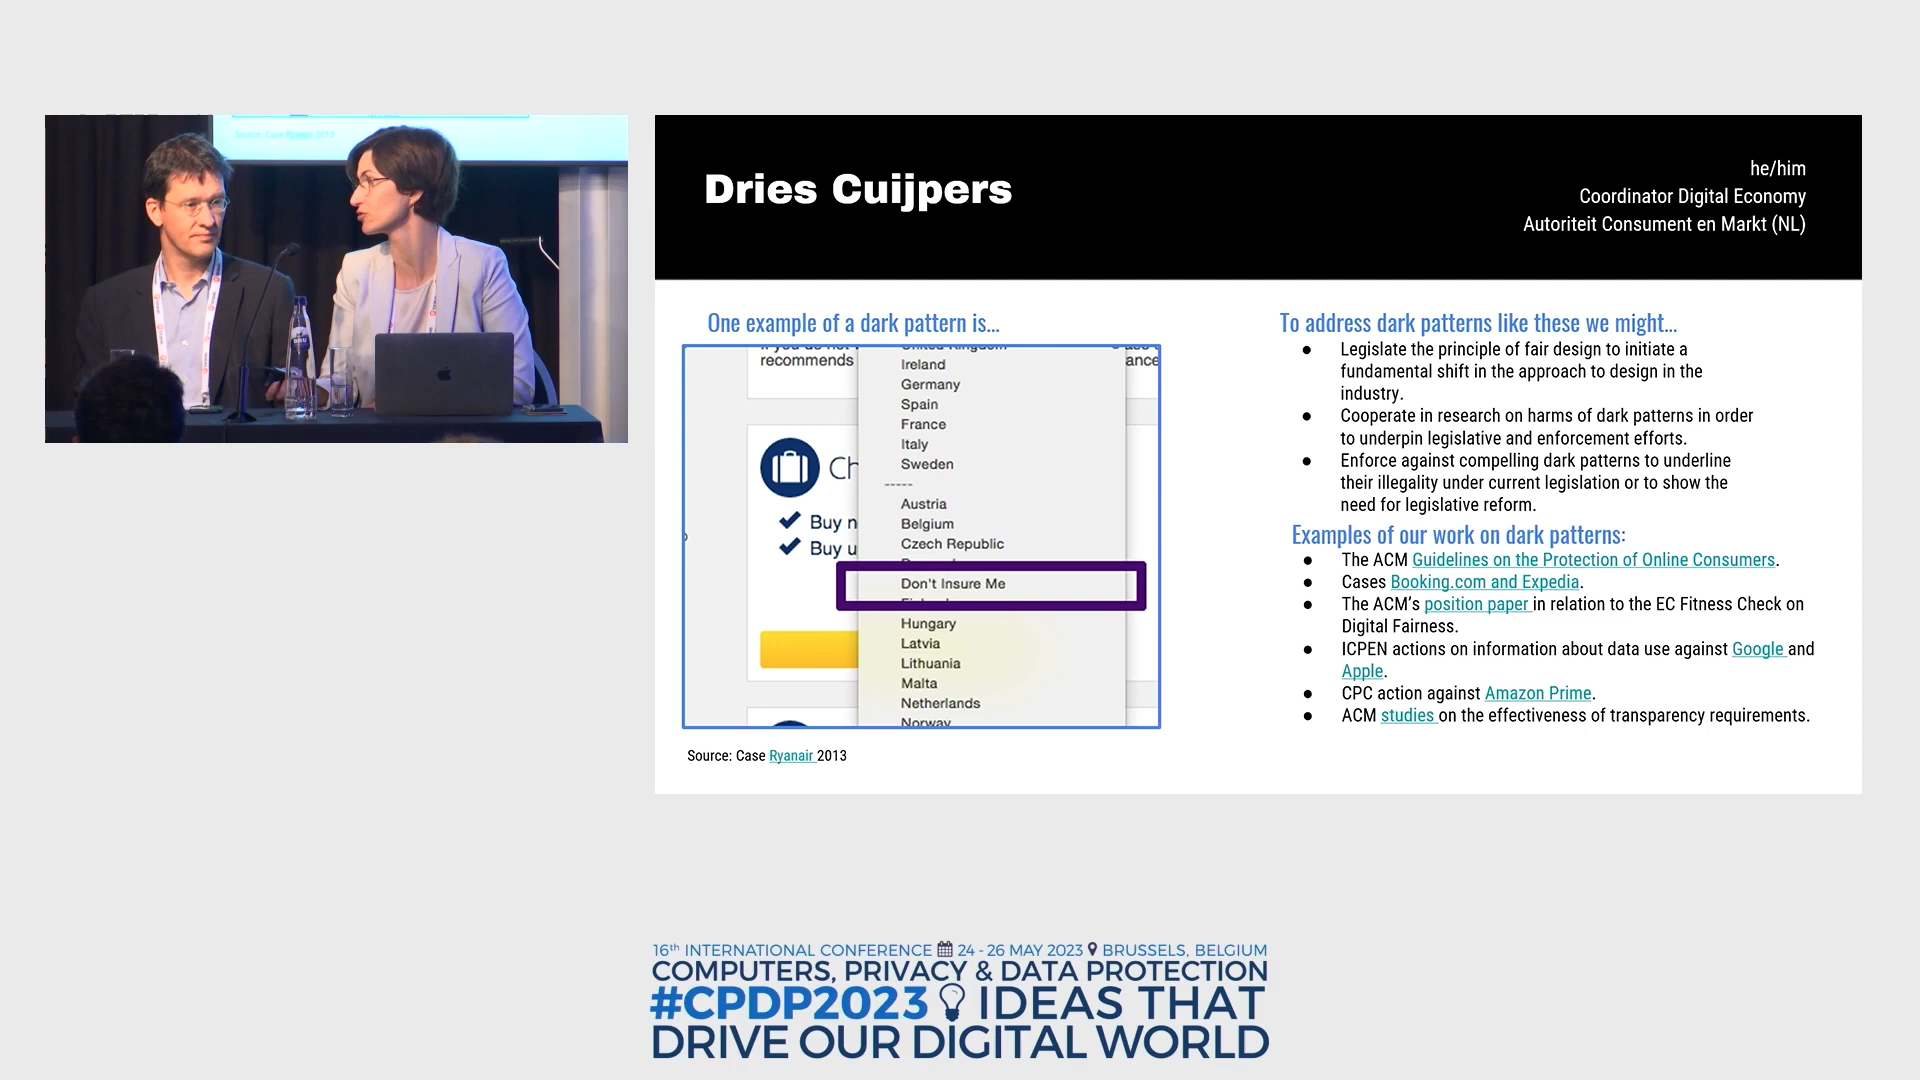 Source: Case Ryanair 2013
Dries Cuijpers
he/him
Coordinator Digital Economy
Autoriteit Consument en Markt (NL)
One example of a dark pattern is...
United Kingdom
recommends
Ireland
Germany
Spain
France
Italy
Sweden
-----
Austria
Belgium
Czech Republic
Don't Insure Me
Hungary
Latvia
Lithuania
Malta
Netherlands
Norway
Ch
Buy n
Buy u
ance
Source: Case Ryanair 2013
To address dark patterns like these we might...
● Legislate the principle of fair design to initiate a
fundamental shift in the approach to design in the
industry.
● Cooperate in research on harms of dark patterns in order
to underpin legislative and enforcement efforts.
● Enforce against compelling dark patterns to underline
their illegality under current legislation or to show the
need for legislative reform.
Examples of our work on dark patterns:
● The ACM Guidelines on the Protection of Online Consumers.
● Cases Booking.com and Expedia.
● The ACM’s position paper in relation to the EC Fitness Check on
Digital Fairness.
● ICPEN actions on information about data use against Google and
Apple.
● CPC action against Amazon Prime.
● ACM studies on the effectiveness of transparency requirements.
16th INTERNATIONAL CONFERENCE 24 - 26 MAY 2023 BRUSSELS, BELGIUM
COMPUTERS, PRIVACY & DATA PROTECTION
#CPDP2023 IDEAS THAT
DRIVE OUR DIGITAL WORLD